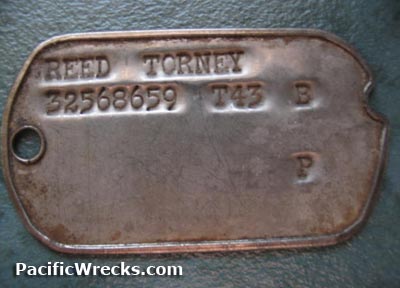 REED TORNEY
32568659 T43 B
P
PacificWrecks.com